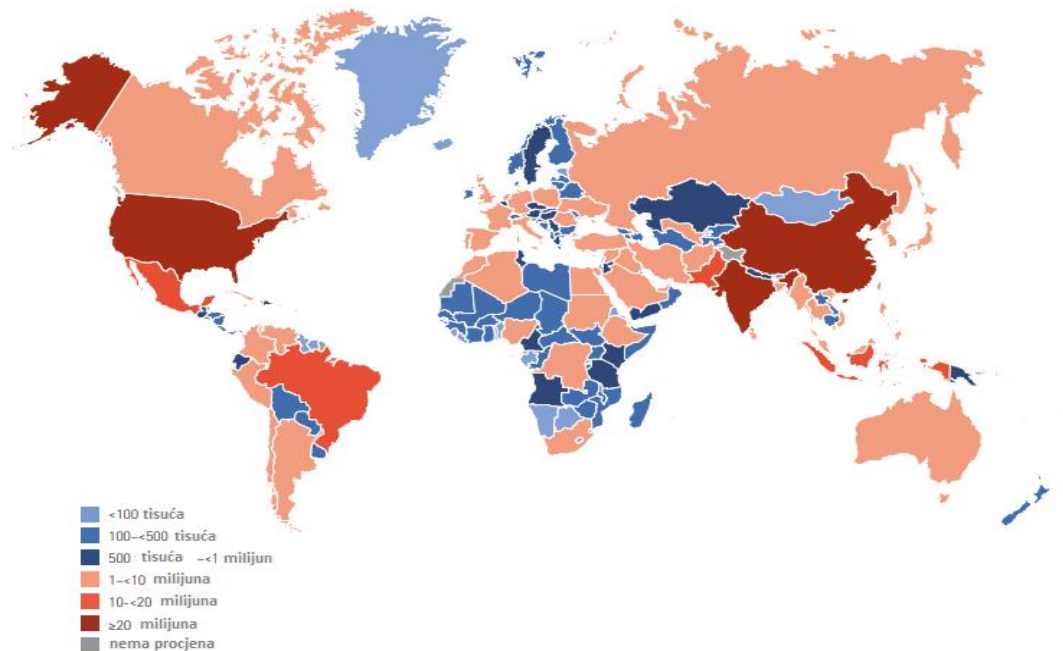 <100 tisuća
100–<500 tisuća
500 tisuća –<1 milijun
1–<10 milijuna
10–<20 milijuna
≥20 milijuna
nema procjena